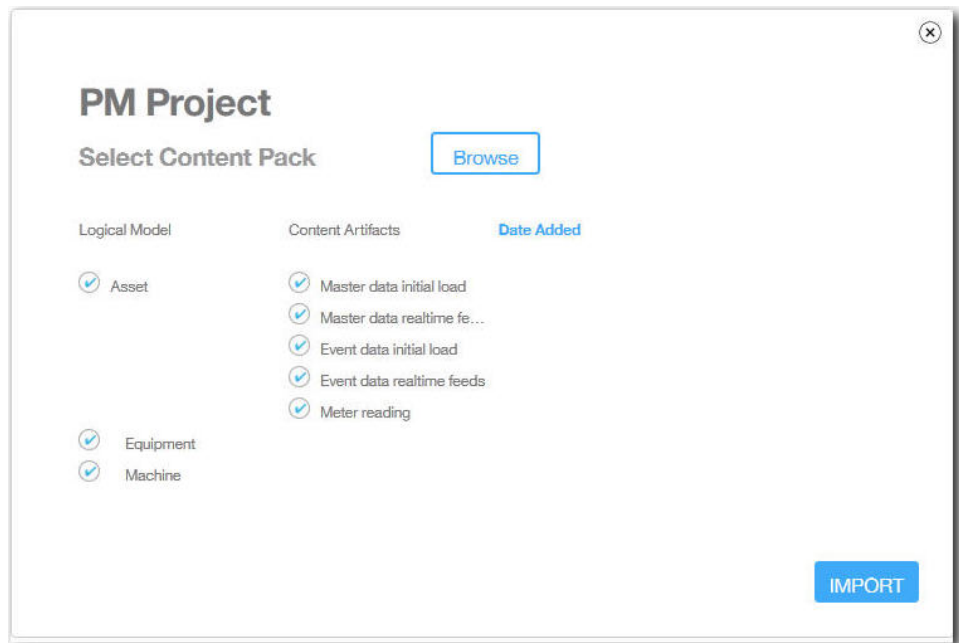 PM Project
Select Content Pack
Browse
Logical Model Content Artifacts Date Added
Asset Master data initial load
Master data realtime fe...
Event data initial load
Event data realtime feeds
Meter reading
Equipment
Machine
IMPORT